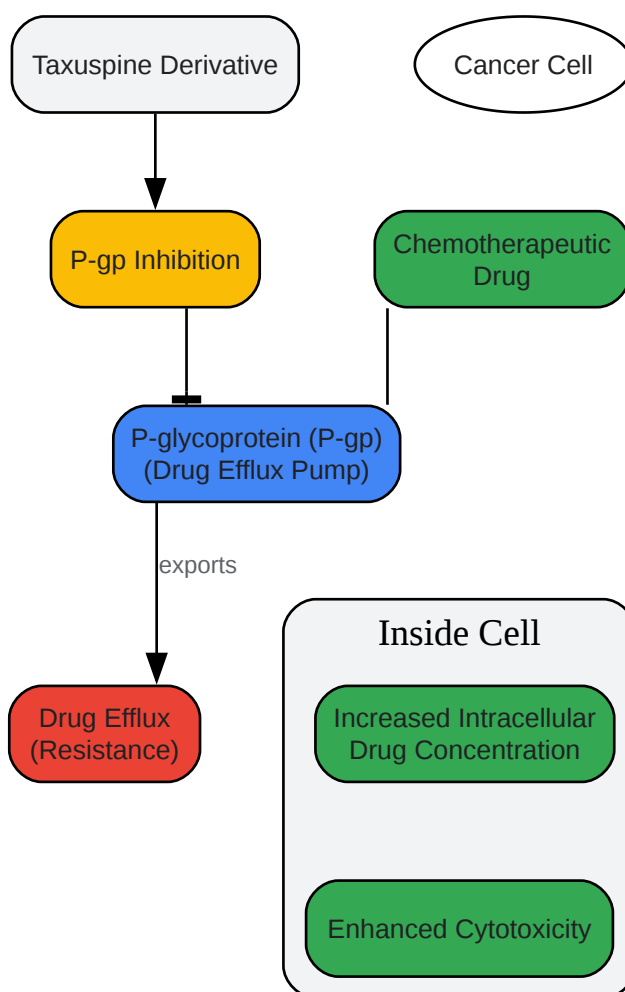 Taxuspine Derivative
Cancer Cell
P-gp Inhibition
Chemotherapeutic
Drug
P-glycoprotein (P-gp)
(Drug Efflux Pump)
exports
Inside Cell
Drug Efflux
(Resistance)
Increased Intracellular
Drug Concentration
Enhanced Cytotoxicity